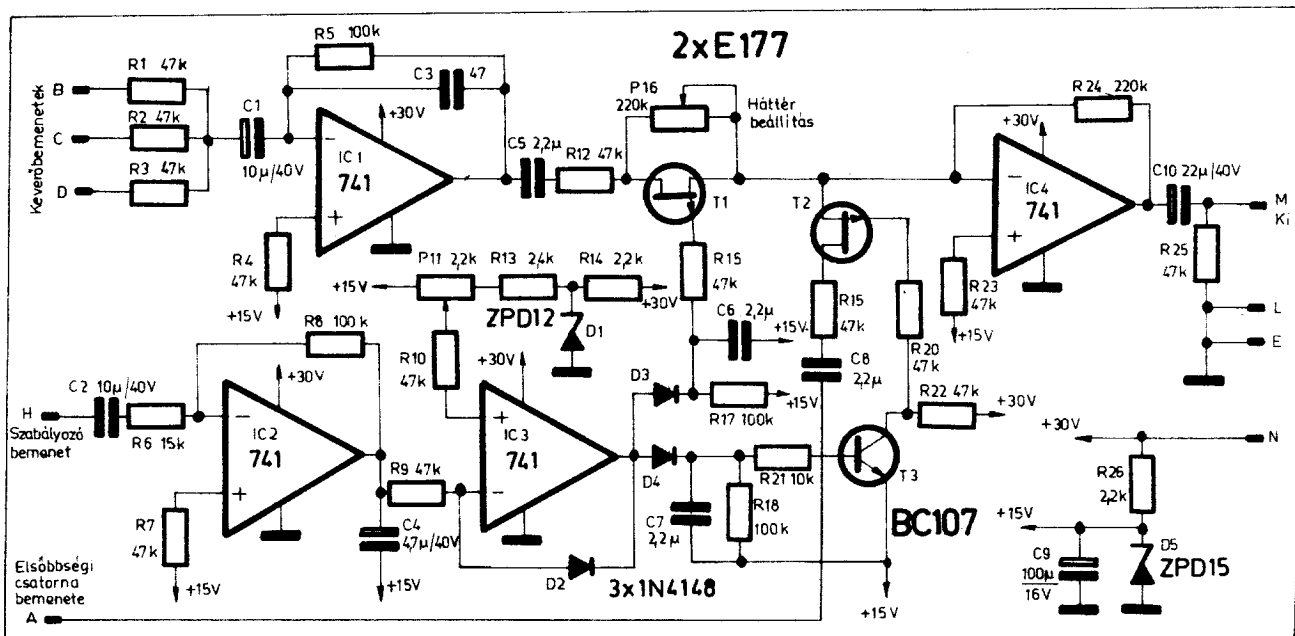 2xE177
R5 100k
C3 47
R1 47k
B
R2 47k
C
R3 47k
D
Keverőbemenetek
C1
10µ/40V
+30V
IC1
741
R4
47k
+15V
C5 2,2µ
R12 47k
P16
220k
Háttér
beállítás
T1
T2
R24 220k
+30V
IC4
741
C10 22µ/40V
M
Ki
R25
47k
L
E
R23
47k
+15V
P11 2,2k
R13 2,4k
R14 2,2k
+15V
+30V
ZPD12
D1
R15
47k
C6 2,2µ
+15V
R15
47k
C8
2,2µ
R20
47k
R8 100k
+30V
C2 10µ/40V
H
Szabályozó
bemenet
R6 15k
IC2
741
R7
47k
+15V
R10
47k
+30V
IC3
741
R9 47k
C4
4,7µ/40V
+15V
D2
D3
D4
R17 100k
+15V
R22 47k
+30V
R21 10k
T3
BC107
C7
2,2µ
R18
100k
+15V
3x1N4148
Elsőbbségi
csatorna
bemenete
A
+30V
N
R26
2,2k
+15V
C9
100µ
16V
D5
ZPD15